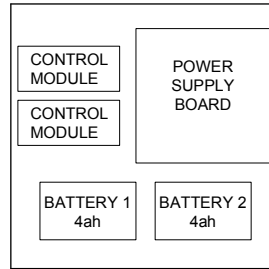 CONTROL
MODULE
POWER
SUPPLY
BOARD
CONTROL
MODULE
BATTERY 1
4ah
BATTERY 2
4ah